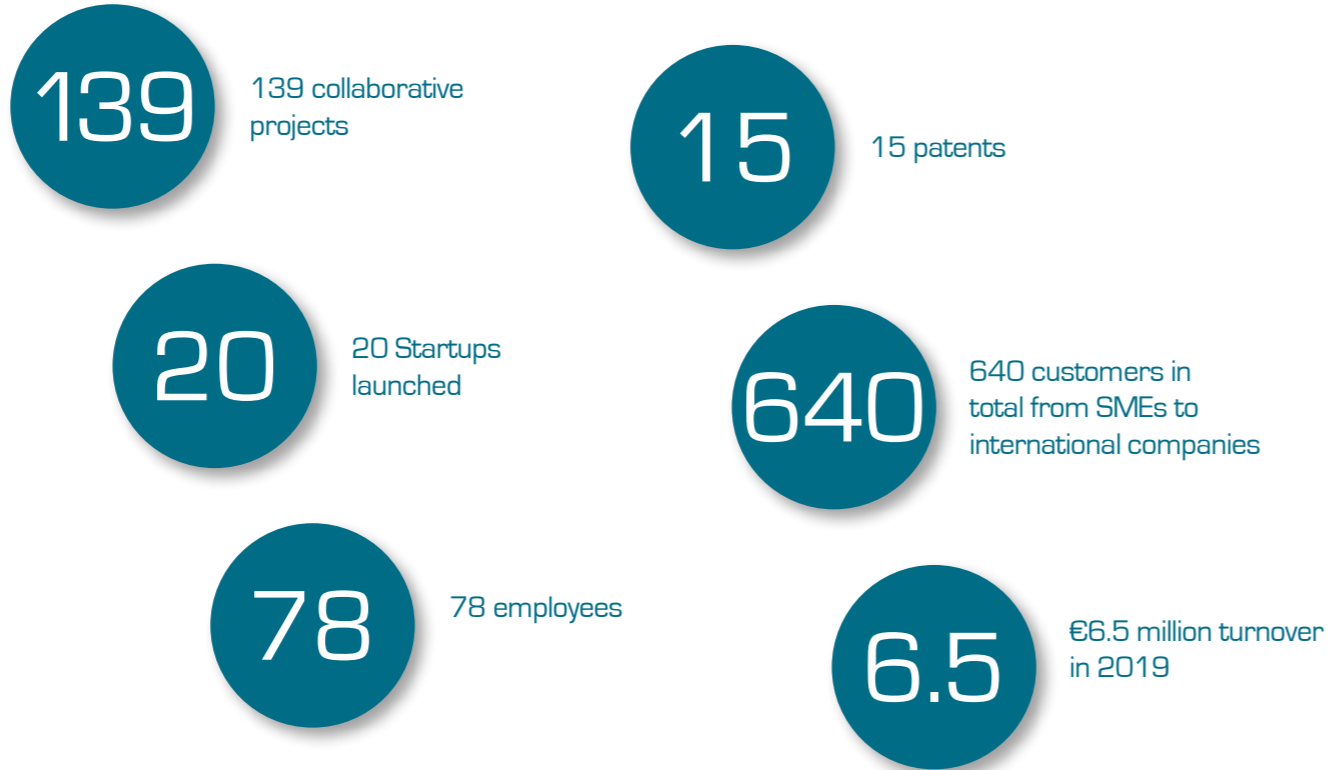 139
139 collaborative
projects
20
20 Startups
launched
78
78 employees
15
15 patents
640
640 customers in
total from SMEs to
international companies
6.5
€6.5 million turnover
in 2019